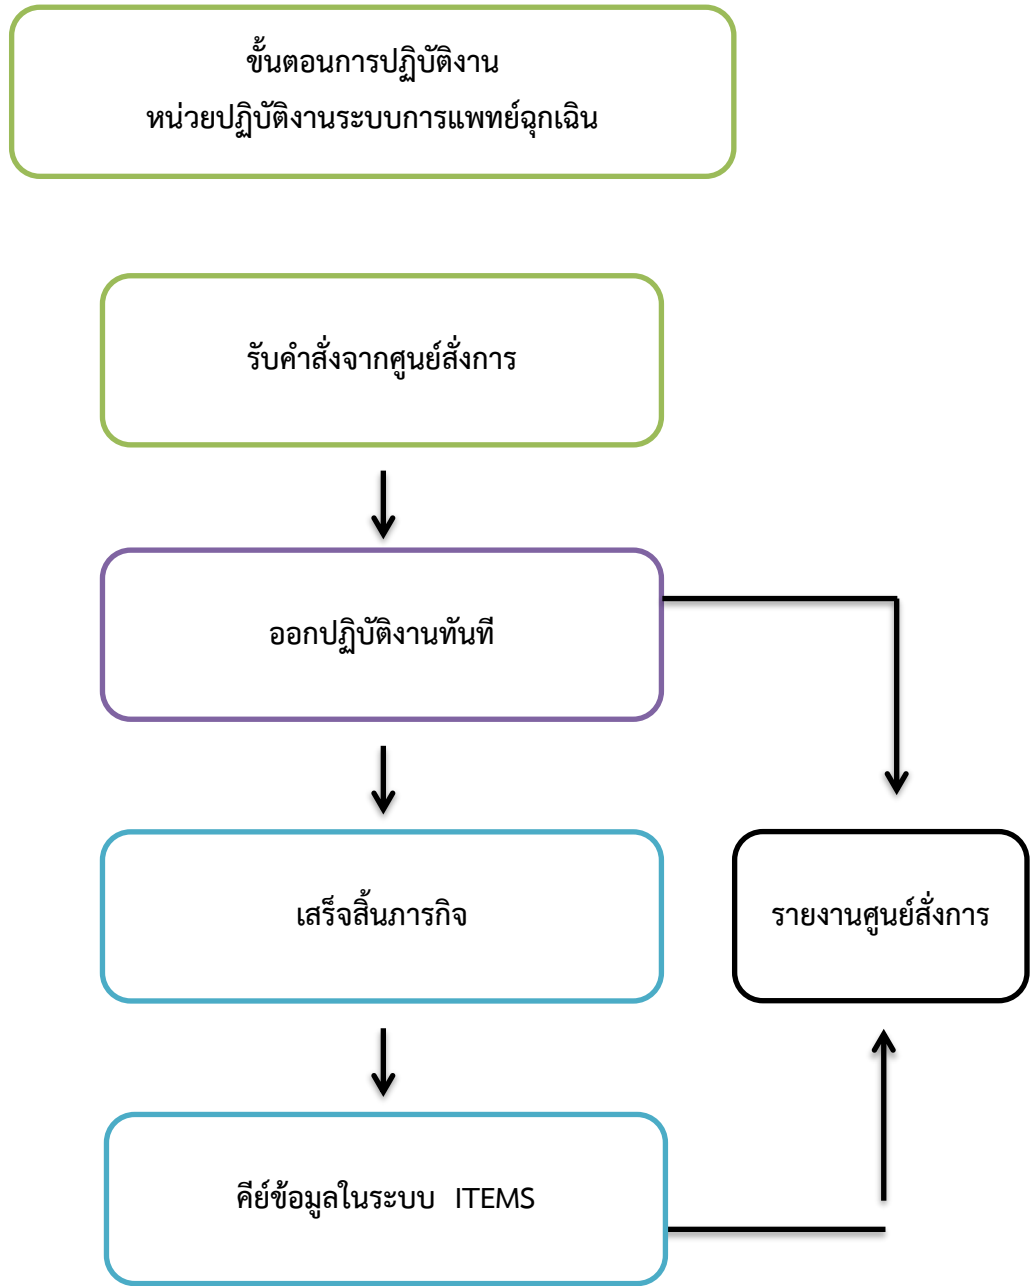 ขั้นตอนการปฏิบัติงาน
หน่วยปฏิบัติงานระบบการแพทย์ฉุกเฉิน
รับคำสั่งจากศูนย์สั่งการ
ออกปฏิบัติงานทันที
เสร็จสิ้นภารกิจ
รายงานศูนย์สั่งการ
คีย์ข้อมูลในระบบ ITEMS